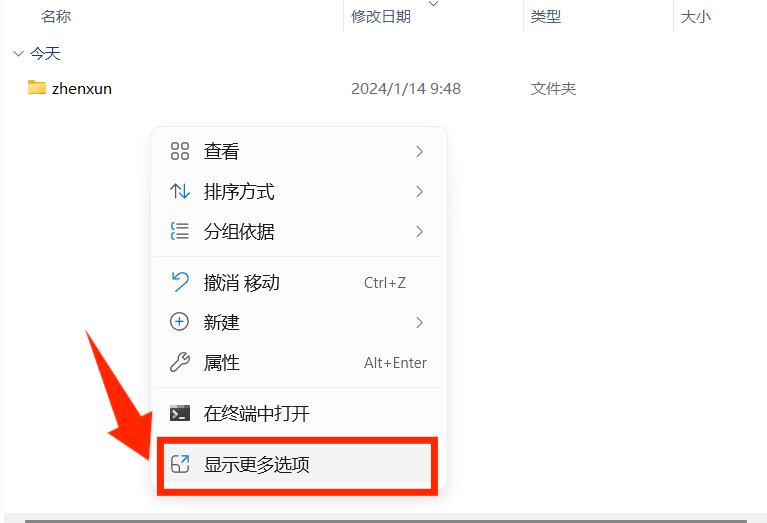 名称 修改日期 类型 大小
今天
zhenxun 2024/1/14 9:48 文件夹
查看
排序方式
分组依据
撤消 移动 Ctrl+Z
新建
属性 Alt+Enter
在终端中打开
显示更多选项